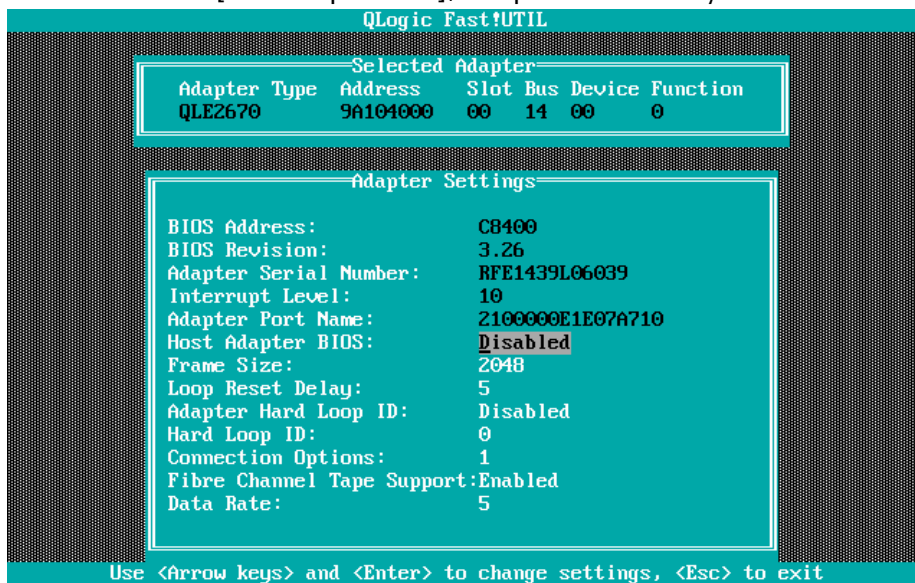 QLogic Fast!UTIL
Selected Adapter
Adapter Type Address Slot Bus Device Function
QLE2670 9A104000 00 14 00 0
Adapter Settings
BIOS Address: C8400
BIOS Revision: 3.26
Adapter Serial Number: RFE1439L06039
Interrupt Level: 10
Adapter Port Name: 2100000E1E07A710
Host Adapter BIOS: Disabled
Frame Size: 2048
Loop Reset Delay: 5
Adapter Hard Loop ID: Disabled
Hard Loop ID: 0
Connection Options: 1
Fibre Channel Tape Support:Enabled
Data Rate: 5
Use <Arrow keys> and <Enter> to change settings, <Esc> to exit